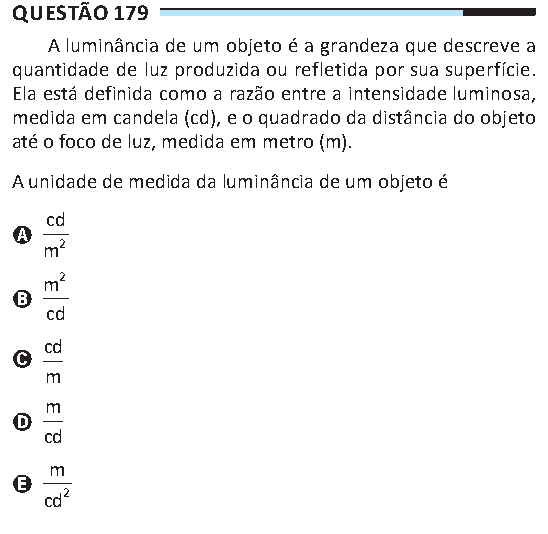 QUESTÃO 179
A luminância de um objeto é a grandeza que descreve a
quantidade de luz produzida ou refletida por sua superfície.
Ela está definida como a razão entre a intensidade luminosa,
medida em candela (cd), e o quadrado da distância do objeto
até o foco de luz, medida em metro (m).
A unidade de medida da luminância de um objeto é
A cd/m²
B m²/cd
C cd/m
D m/cd
E m/cd²